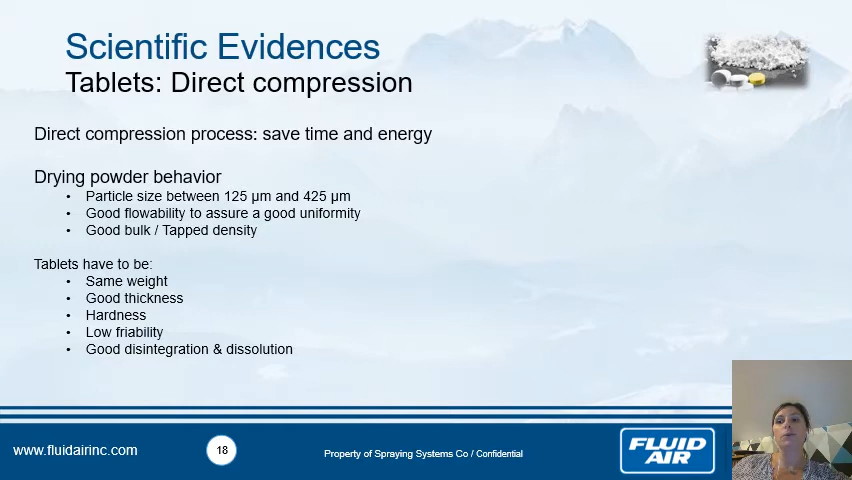 Scientific Evidences
Tablets: Direct compression
Direct compression process: save time and energy
Drying powder behavior
• Particle size between 125 µm and 425 µm
• Good flowability to assure a good uniformity
• Good bulk / Tapped density
Tablets have to be:
• Same weight
• Good thickness
• Hardness
• Low friability
• Good disintegration & dissolution
www.fluidairinc.com
18
Property of Spraying Systems Co / Confidential
FLUID
AIR